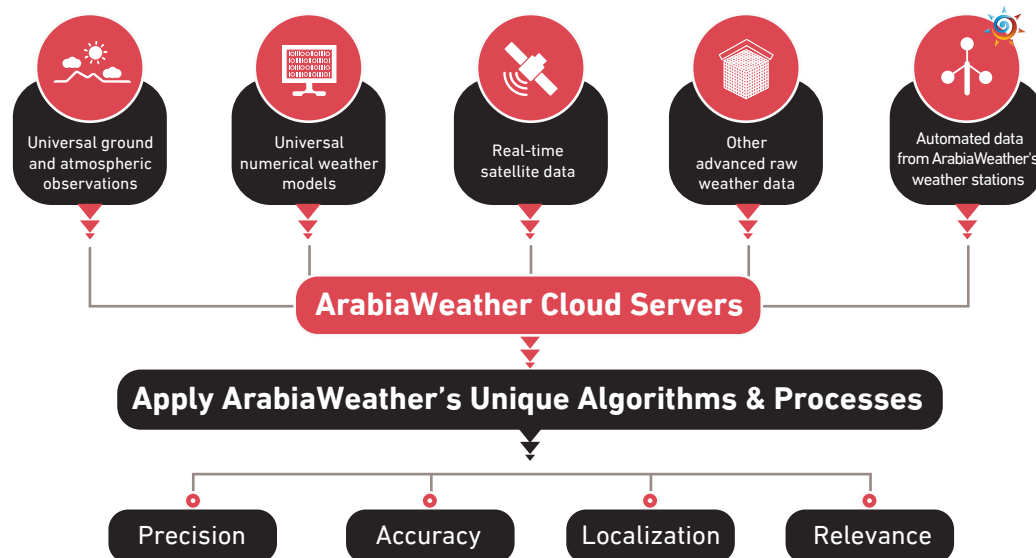 Universal ground
and atmospheric
observations
Universal
numerical weather
models
Real-time
satellite data
Other
advanced raw
weather data
Automated data
from ArabiaWeather's
weather stations
ArabiaWeather Cloud Servers
Apply ArabiaWeather’s Unique Algorithms & Processes
Precision
Accuracy
Localization
Relevance